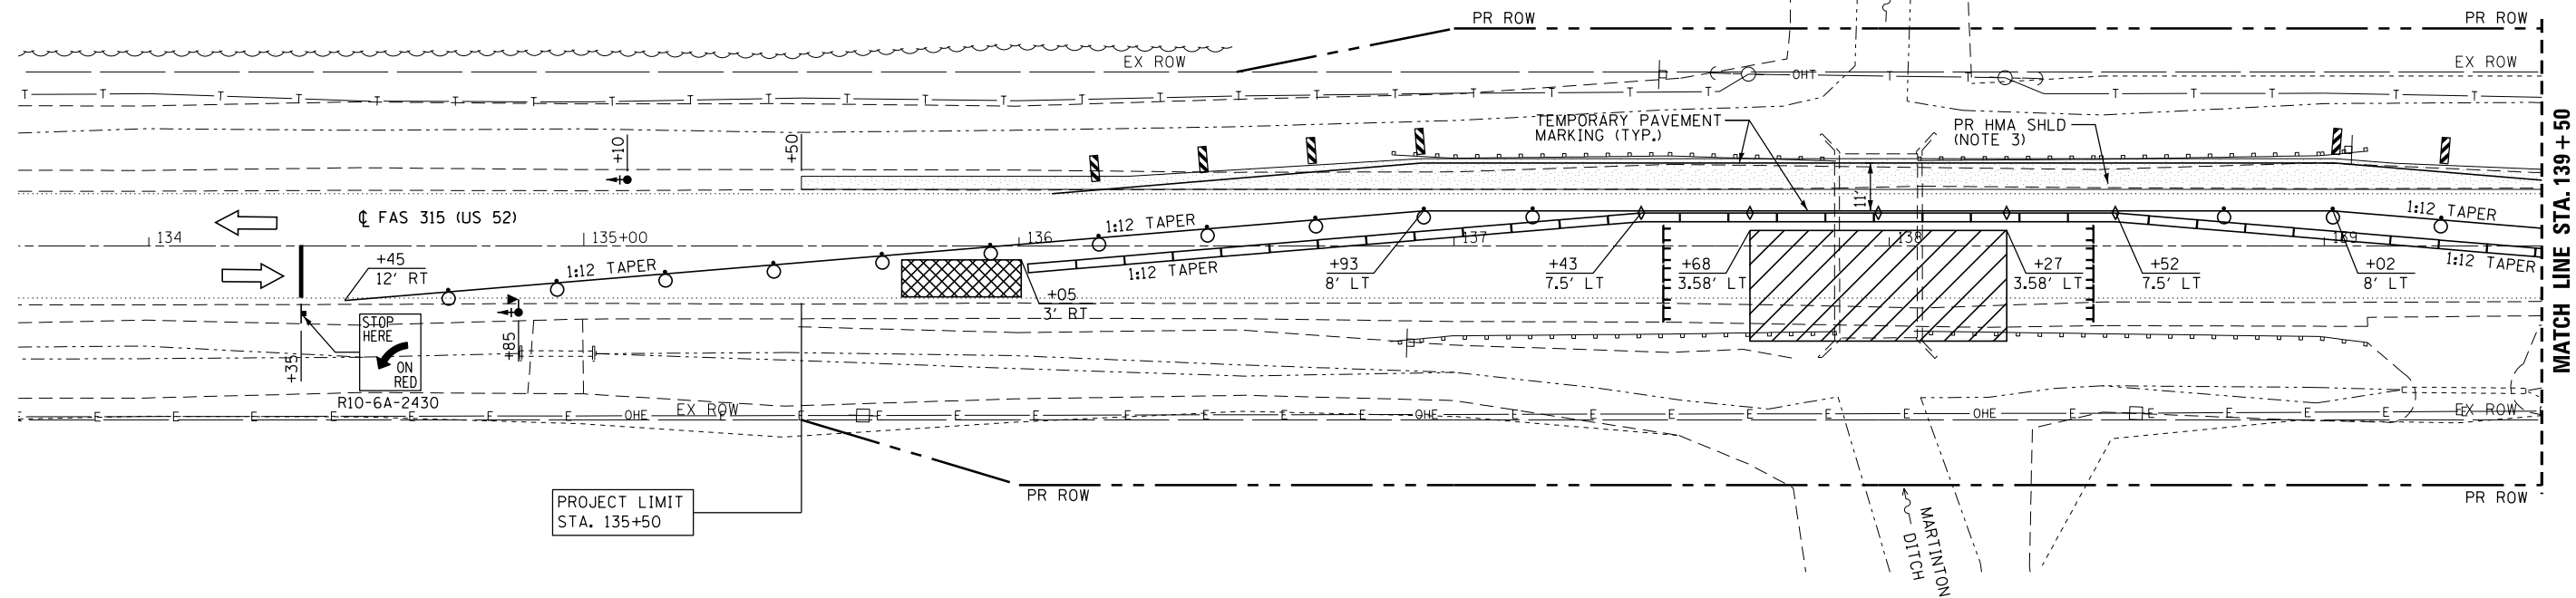 PR ROW
PR ROW
EX ROW
EX ROW
T T T T T T T T T T T T T T T T T T T T T T OHT T T T T T T T
+10
+50
TEMPORARY PAVEMENT
MARKING (TYP.)
PR HMA SHLD
(NOTE 3)
11'
℄ FAS 315 (US 52)
134
135+00
136
137
138
139
1:12 TAPER
1:12 TAPER
1:12 TAPER
1:12 TAPER
1:12 TAPER
+45
12' RT
+05
3' RT
+93
8' LT
+43
7.5' LT
+68
3.58' LT
+27
3.58' LT
+52
7.5' LT
+02
8' LT
MATCH LINE STA. 139+50
+35
STOP
HERE
ON
RED
R10-6A-2430
+85
E E E E E E E OHE EX ROW E E E E E E E E OHE E E E E E E OHE E E E E E E EX ROW
PROJECT LIMIT
STA. 135+50
PR ROW
PR ROW
MARTINTON
DITCH